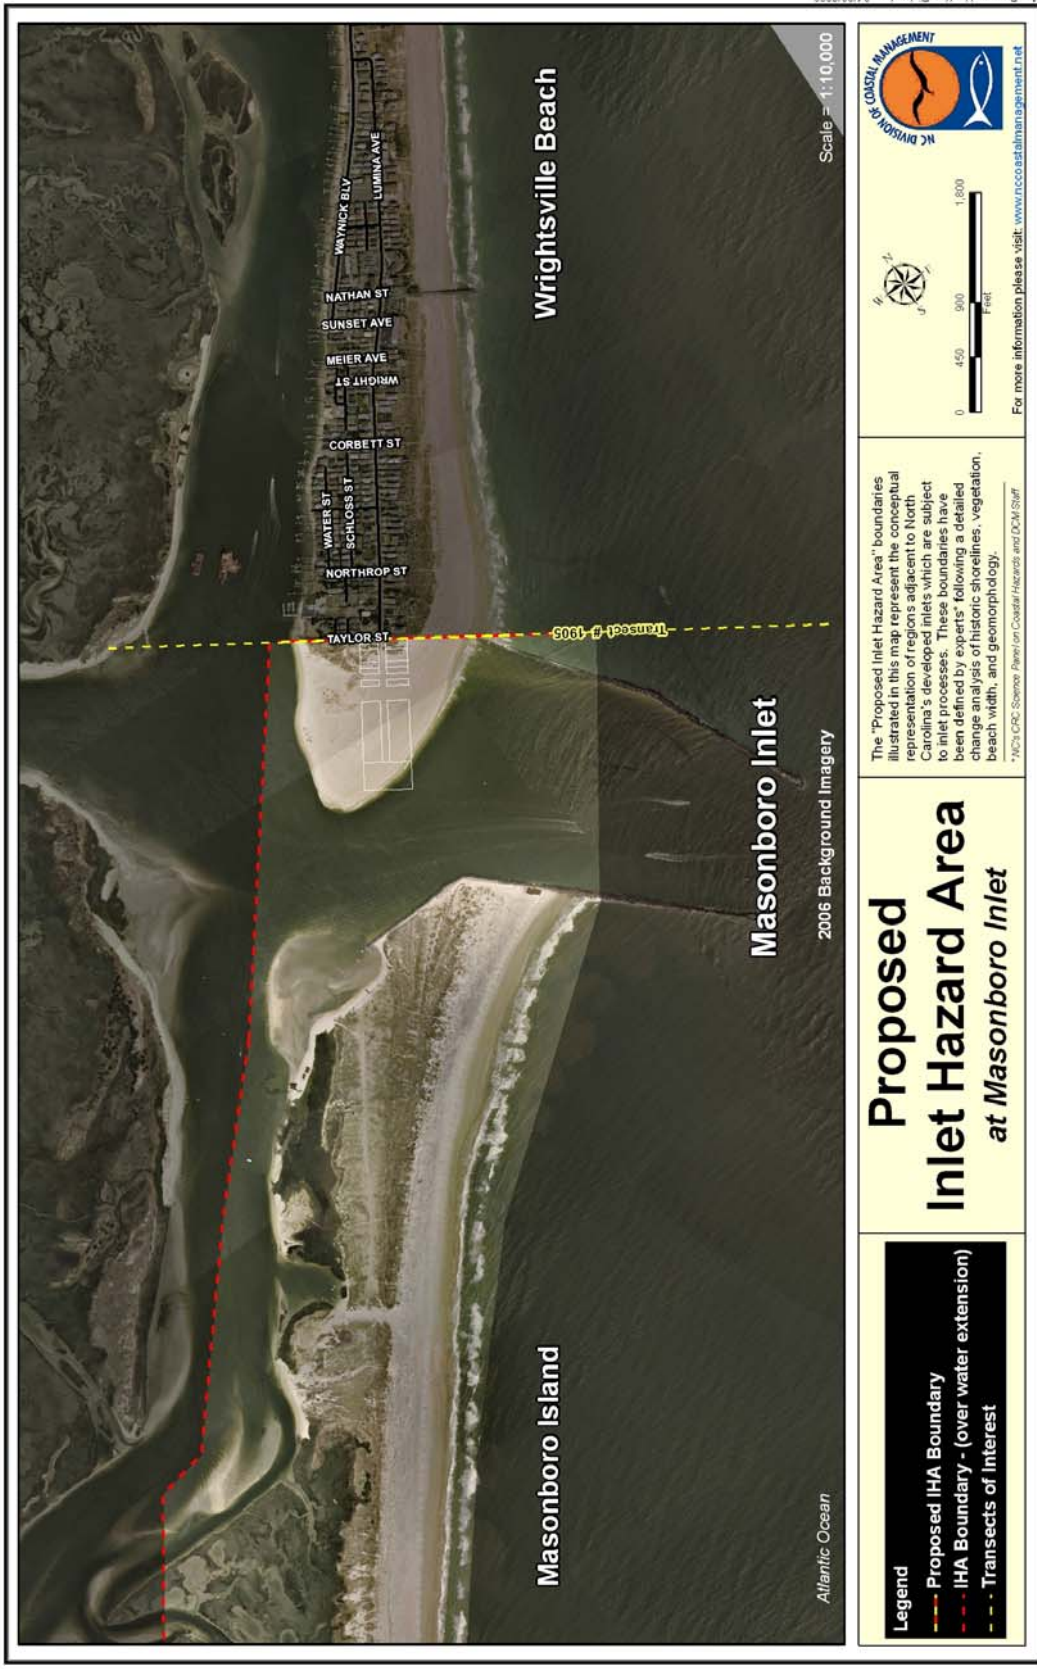 WAYNICK BLV
LUMINA AVE
NATHAN ST
SUNSET AVE
MEIER AVE
WRIGHT ST
CORBETT ST
WATER ST
SCHLOSS ST
NORTHROP ST
TAYLOR ST
Transect # 1905
Wrightsville Beach
Masonboro Inlet
Masonboro Island
Atlantic Ocean
2006 Background Imagery
Scale = 1:10,000
Legend
Proposed IHA Boundary
IHA Boundary - (over water extension)
Transects of Interest
Proposed
Inlet Hazard Area
at Masonboro Inlet
The "Proposed Inlet Hazard Area" boundaries
illustrated in this map represent the conceptual
representation of regions adjacent to North
Carolina's developed inlets which are subject
to inlet processes. These boundaries have
been defined by experts* following a detailed
change analysis of historic shorelines, vegetation,
beach width, and geomorphology.
*NC's CRC Science Panel on Coastal Hazards and DCM Staff
N
S
0 450 900 1,800
Feet
NC DIVISION OF COASTAL MANAGEMENT
For more information please visit: www.nccoastalmanagement.net